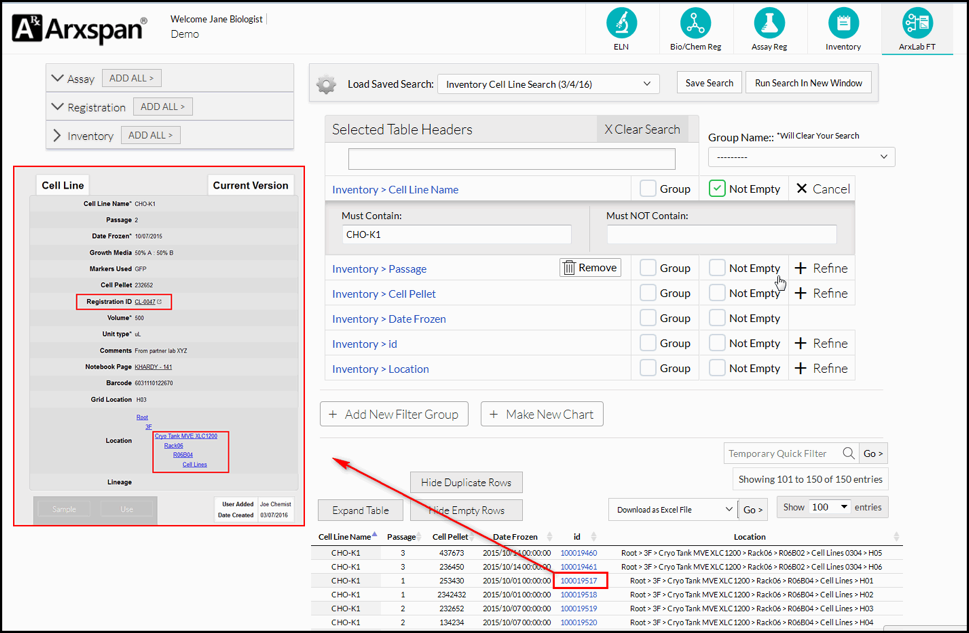 Arxspan®
Welcome Jane Biologist
Demo
ELN
Bio/Chem Reg
Assay Reg
Inventory
ArxLab FT
Assay ADD ALL >
Registration ADD ALL >
Inventory ADD ALL >
Load Saved Search: Inventory Cell Line Search (3/4/16) Save Search Run Search In New Window
Selected Table Headers X Clear Search
Group Name:: *Will Clear Your Search
---------
Inventory > Cell Line Name Group Not Empty Cancel
Must Contain: Must NOT Contain:
CHO-K1
Inventory > Passage Remove Group Not Empty + Refine
Inventory > Cell Pellet Group Not Empty + Refine
Inventory > Date Frozen Group Not Empty
Inventory > id Group Not Empty + Refine
Inventory > Location Group Not Empty + Refine
+ Add New Filter Group + Make New Chart
Cell Line Current Version
Cell Line Name* CHO-K1
Passage 2
Date Frozen* 10/07/2015
Growth Media 50% A : 50% B
Markers Used GFP
Cell Pellet 232652
Registration ID CL-0047
Volume* 500
Unit type* uL
Comments From partner lab XYZ
Notebook Page KHARDY - 141
Barcode 6031110122670
Grid Location H03
Location
Root
3F
Cryo Tank MVE XLC1200
Rack06
R06B04
Cell Lines
Lineage
Sample Use
User Added Joe Chemist
Date Created 03/07/2016
Temporary Quick Filter Go >
Showing 101 to 150 of 150 entries
Hide Duplicate Rows
Expand Table Hide Empty Rows
Download as Excel File Go > Show 100 entries
Cell Line Name Passage Cell Pellet Date Frozen id Location
CHO-K1 3 437673 2015/10/14 00:00:00 100019460 Root > 3F > Cryo Tank MVE XLC1200 > Rack06 > R06B02 > Cell Lines 0304 > H05
CHO-K1 3 236450 2015/10/14 00:00:00 100019461 Root > 3F > Cryo Tank MVE XLC1200 > Rack06 > R06B02 > Cell Lines 0304 > H06
CHO-K1 1 253430 2015/10/01 00:00:00 100019517 Root > 3F > Cryo Tank MVE XLC1200 > Rack06 > R06B04 > Cell Lines > H01
CHO-K1 1 2342432 2015/10/01 00:00:00 100019518 Root > 3F > Cryo Tank MVE XLC1200 > Rack06 > R06B04 > Cell Lines > H02
CHO-K1 2 232652 2015/10/07 00:00:00 100019519 Root > 3F > Cryo Tank MVE XLC1200 > Rack06 > R06B04 > Cell Lines > H03
CHO-K1 2 134234 2015/10/07 00:00:00 100019520 Root > 3F > Cryo Tank MVE XLC1200 > Rack06 > R06B04 > Cell Lines > H04